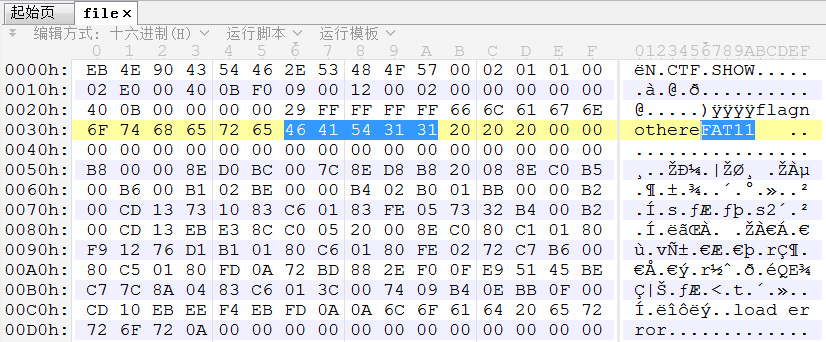 起始页 file ×
编辑方式: 十六进制(H) 运行脚本 运行模板
0 1 2 3 4 5 6 7 8 9 A B C D E F 0123456789ABCDEF
0000h: EB 4E 90 43 54 46 2E 53 48 4F 57 00 02 01 01 00 ëN.CTF.SHOW.....
0010h: 02 E0 00 40 0B F0 09 00 12 00 02 00 00 00 00 00 .à.@.ð..........
0020h: 40 0B 00 00 00 00 29 FF FF FF FF 66 6C 61 67 6E @.....)ÿÿÿÿflagn
0030h: 6F 74 68 65 72 65 46 41 54 31 31 20 20 20 00 00 othereFAT11   ..
0040h: 00 00 00 00 00 00 00 00 00 00 00 00 00 00 00 00 ................
0050h: B8 00 00 8E D0 BC 00 7C 8E D8 B8 20 08 8E C0 B5 ¸..ŽÐ¼.|ŽØ¸ .ŽÀµ
0060h: 00 B6 00 B1 02 BE 00 00 00 B4 02 B0 01 BB 00 00 B2 .¶.±.¾...´.°.»..²
0070h: 00 CD 13 73 10 83 C6 01 83 FE 05 73 32 B4 00 B2 .Í.s.ƒÆ.ƒþ.s2´.²
0080h: 00 CD 13 EB E3 8C C0 05 20 00 8E C0 80 C1 01 80 .Í.ëãŒÀ. .ŽÀ€Á.€
0090h: F9 12 76 D1 B1 01 80 C6 01 80 FE 02 72 C7 B6 00 ù.vÑ±.€Æ.€þ.rÇ¶.
00A0h: 80 C5 01 80 FD 0A 72 BD 88 2E F0 0F E9 51 45 BE €Å.€ý.r½ˆ.ð.éQE¾
00B0h: C7 7C 8A 04 83 C6 01 3C 00 74 09 B4 0E BB 0F 00 Ç|Š.ƒÆ.<.t.´.»..
00C0h: CD 10 EB EE F4 EB FD 0A 0A 6C 6F 61 64 20 65 72 Í.ëîôëý..load er
00D0h: 72 6F 72 0A 00 00 00 00 00 00 00 00 00 00 00 00 ror.............